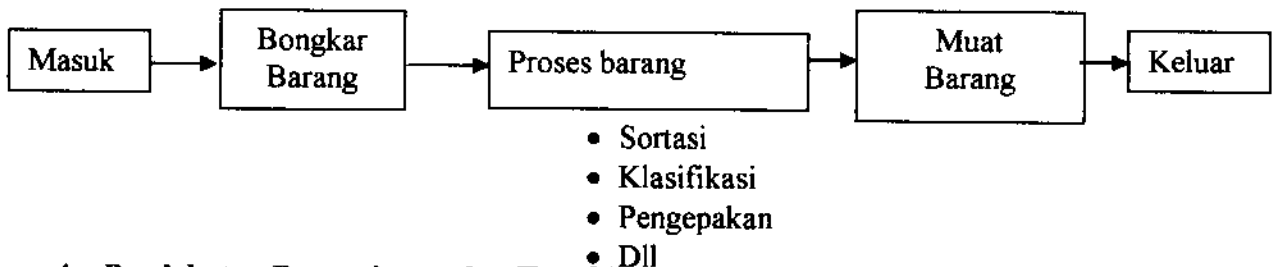 Masuk
Bongkar
Barang
Proses barang
Muat
Barang
Keluar
• Sortasi
• Klasifikasi
• Pengepakan
• Dll